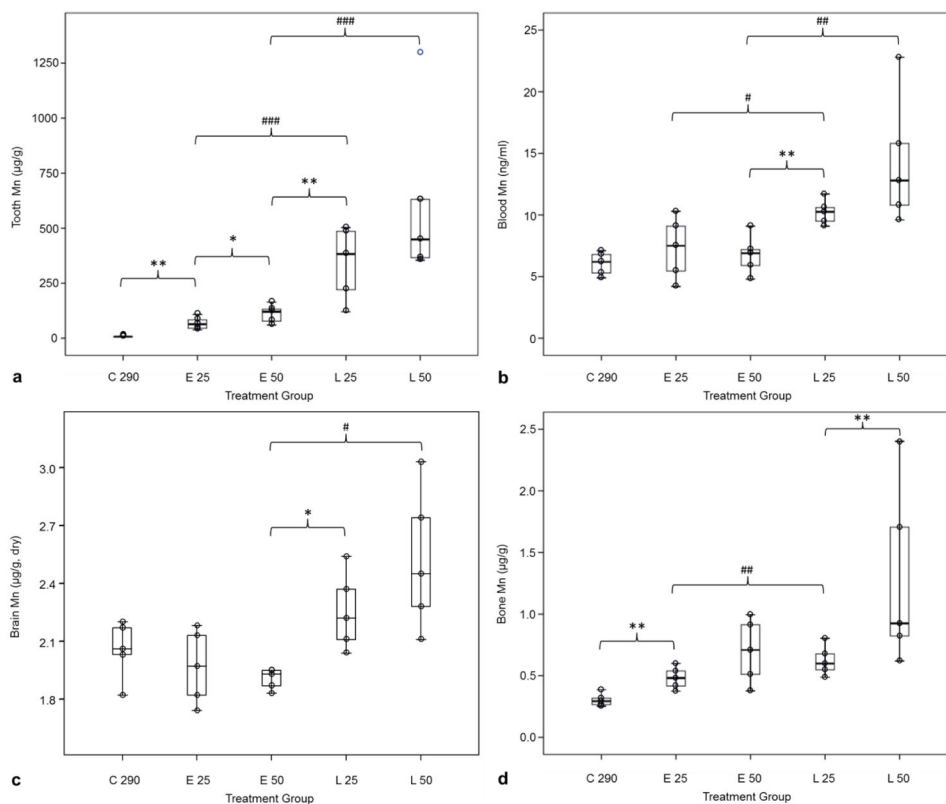 ###
1250
1000
750
500
250
0
Tooth Mn (µg/g)
**
*
**
###
C 290 E 25 E 50 L 25 L 50
Treatment Group
a
##
25
20
15
10
5
0
Blood Mn (ng/ml)
#
**
C 290 E 25 E 50 L 25 L 50
Treatment Group
b
#
3.0
2.7
2.4
2.1
1.8
Brain Mn (µg/g, dry)
*
C 290 E 25 E 50 L 25 L 50
Treatment Group
c
**
2.5
2.0
1.5
1.0
0.5
0.0
Bone Mn (µg/g)
##
**
C 290 E 25 E 50 L 25 L 50
Treatment Group
d